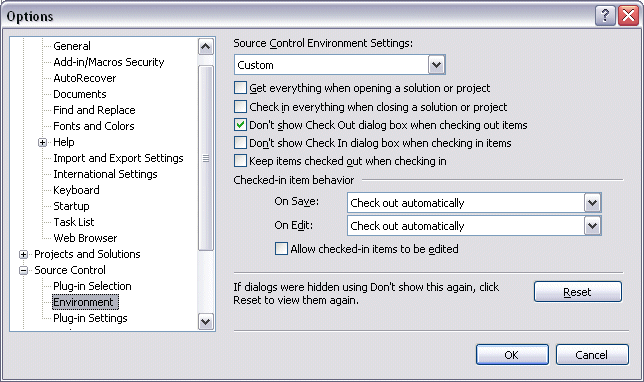 Options
General
Add-in/Macros Security
AutoRecover
Documents
Find and Replace
Fonts and Colors
Help
Import and Export Settings
International Settings
Keyboard
Startup
Task List
Web Browser
Projects and Solutions
Source Control
Plug-in Selection
Environment
Plug-in Settings
Source Control Environment Settings:
Custom
Get everything when opening a solution or project
Check in everything when closing a solution or project
Don't show Check Out dialog box when checking out items
Don't show Check In dialog box when checking in items
Keep items checked out when checking in
Checked-in item behavior
On Save: Check out automatically
On Edit: Check out automatically
Allow checked-in items to be edited
If dialogs were hidden using Don't show this again, click
Reset to view them again.
Reset
OK Cancel